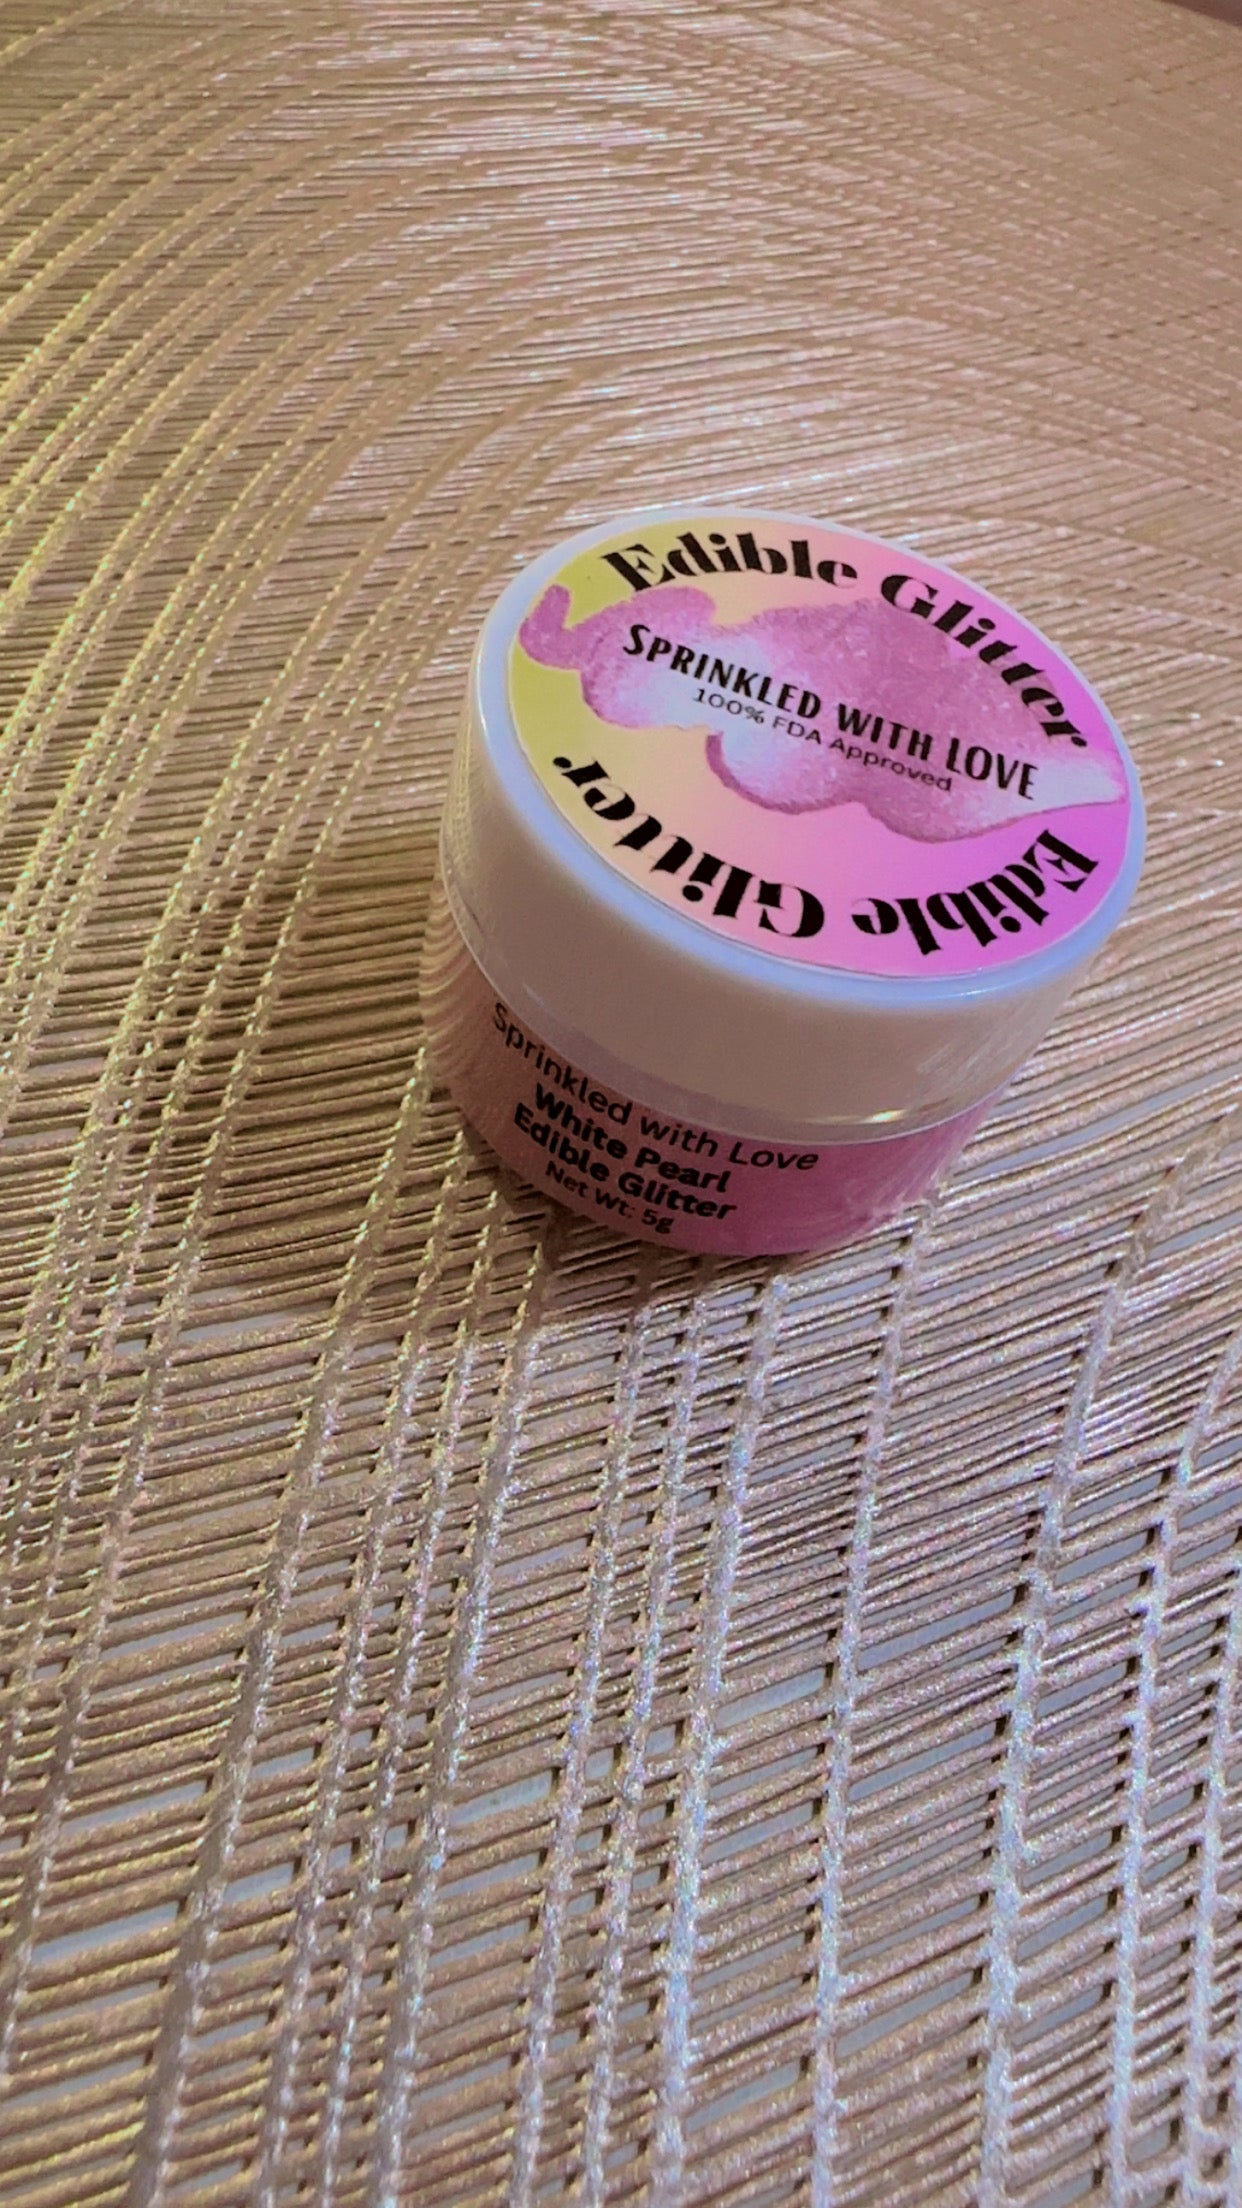 Edible Glitter
SPRINKLED WITH LOVE
100% FDA Approved
Edible Glitter
Sprinkled with Love
White Pearl
Edible Glitter
Net Wt: 5g